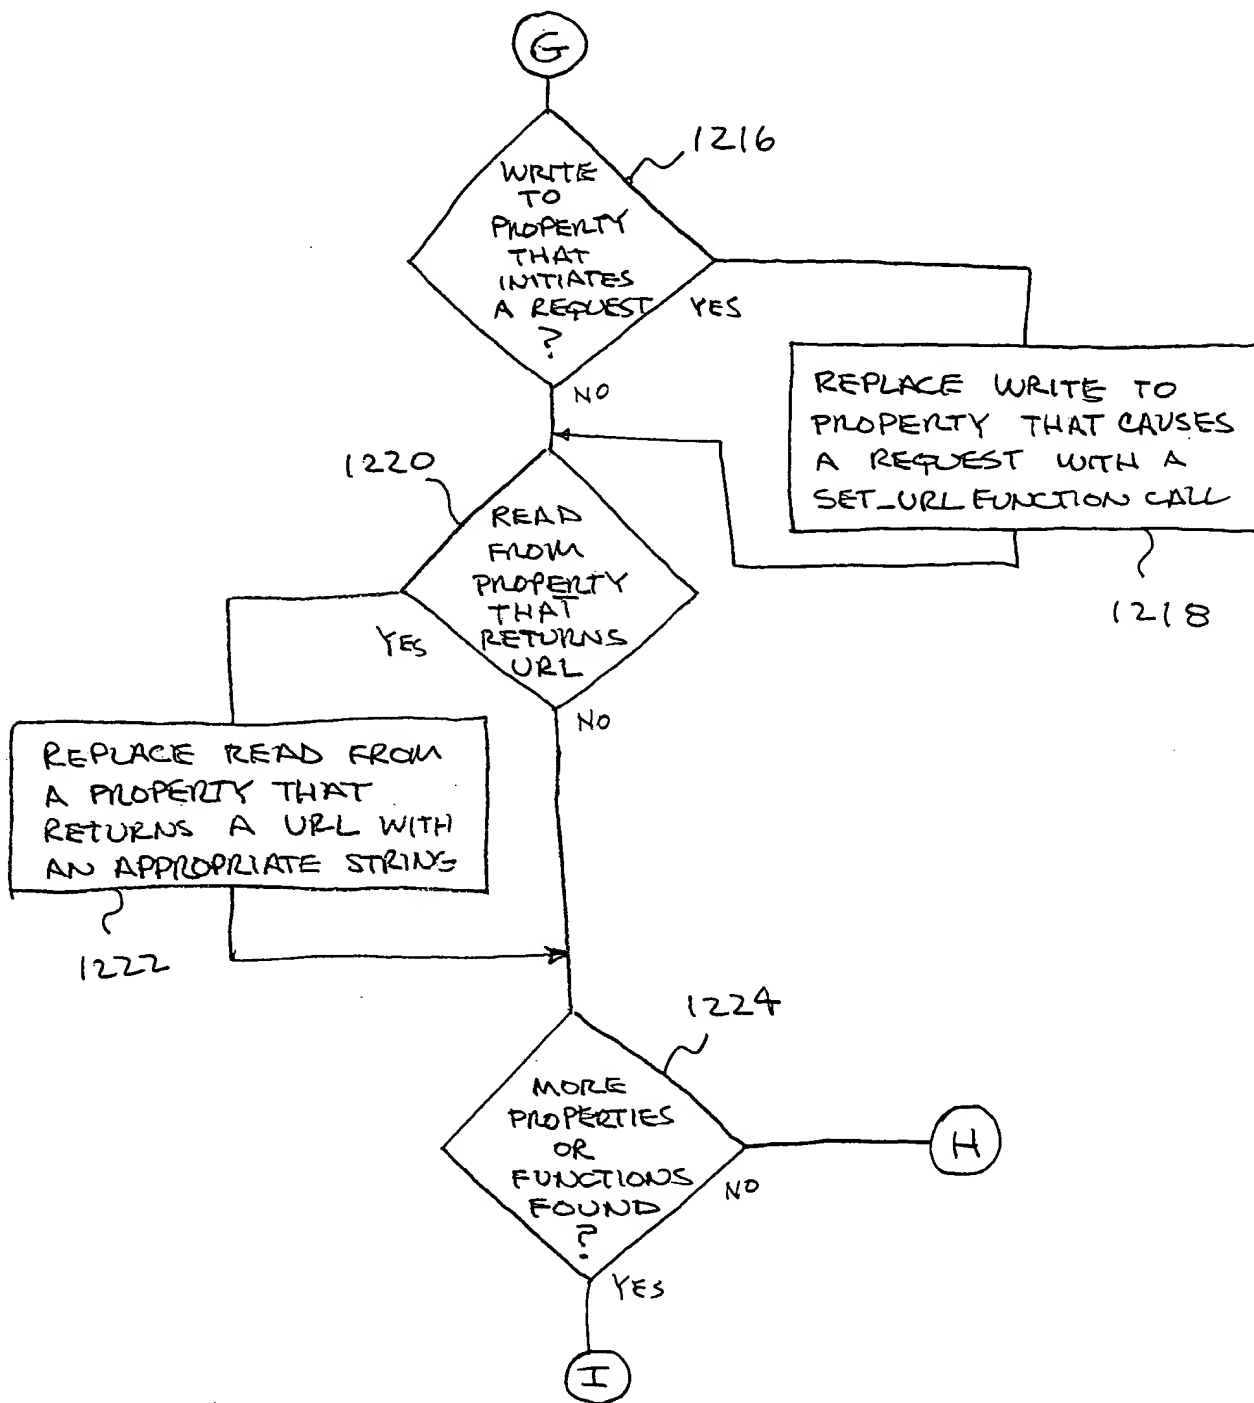 G
1216
WRITE
TO
PROPERTY
THAT
INITIATES
A REQUEST
?
YES
NO
REPLACE WRITE TO
PROPERTY THAT CAUSES
A REQUEST WITH A
SET_URL FUNCTION CALL
1218
1220
READ
FROM
PROPERTY
THAT
RETURNS
URL
YES
NO
REPLACE READ FROM
A PROPERTY THAT
RETURNS A URL WITH
AN APPROPRIATE STRING
1222
1224
MORE
PROPERTIES
OR
FUNCTIONS
FOUND
?
NO
H
YES
I